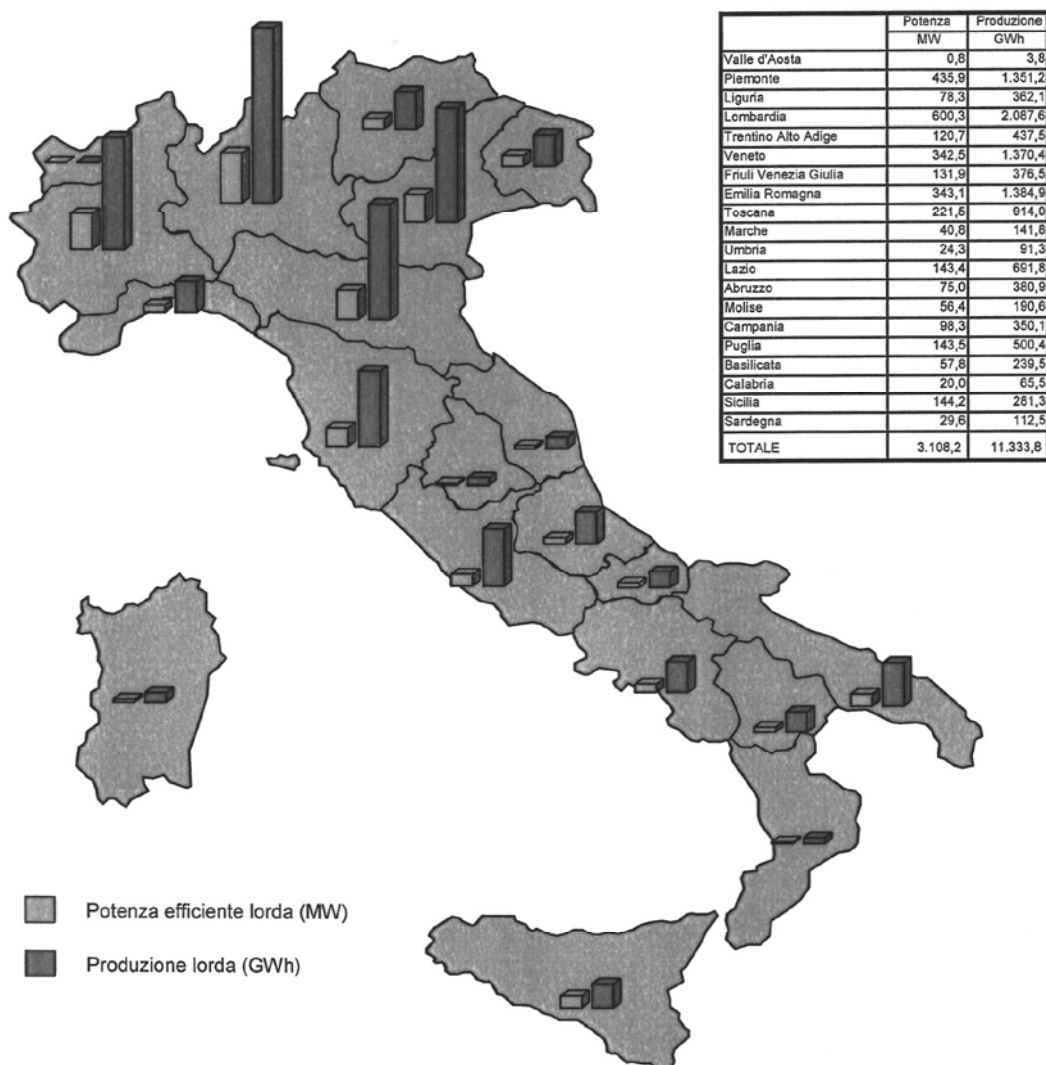 Potenza Produzione
MW GWh
Valle d'Aosta 0,8 3,8
Piemonte 435,9 1.351,2
Liguria 78,3 362,1
Lombardia 600,3 2.087,6
Trentino Alto Adige 120,7 437,5
Veneto 342,5 1.370,4
Friuli Venezia Giulia 131,9 376,5
Emilia Romagna 343,1 1.384,9
Toscana 221,5 914,0
Marche 40,8 141,8
Umbria 24,3 91,3
Lazio 143,4 691,8
Abruzzo 75,0 380,9
Molise 56,4 190,6
Campania 98,3 350,1
Puglia 143,5 500,4
Basilicata 57,8 239,5
Calabria 20,0 65,5
Sicilia 144,2 281,3
Sardegna 29,6 112,5
TOTALE 3.108,2 11.333,8
Potenza efficiente lorda (MW)
Produzione lorda (GWh)